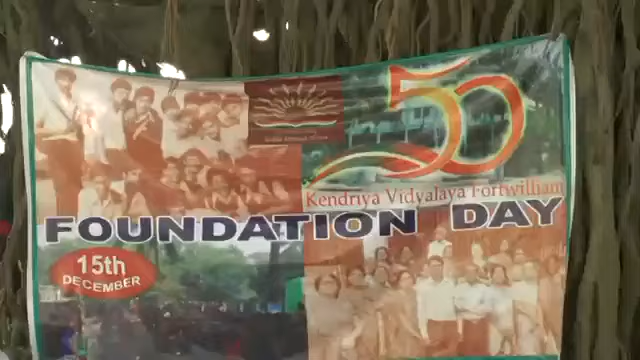 50
Kendriya Vidyalaya Fortwilliam
FOUNDATION DAY
15th
DECEMBER